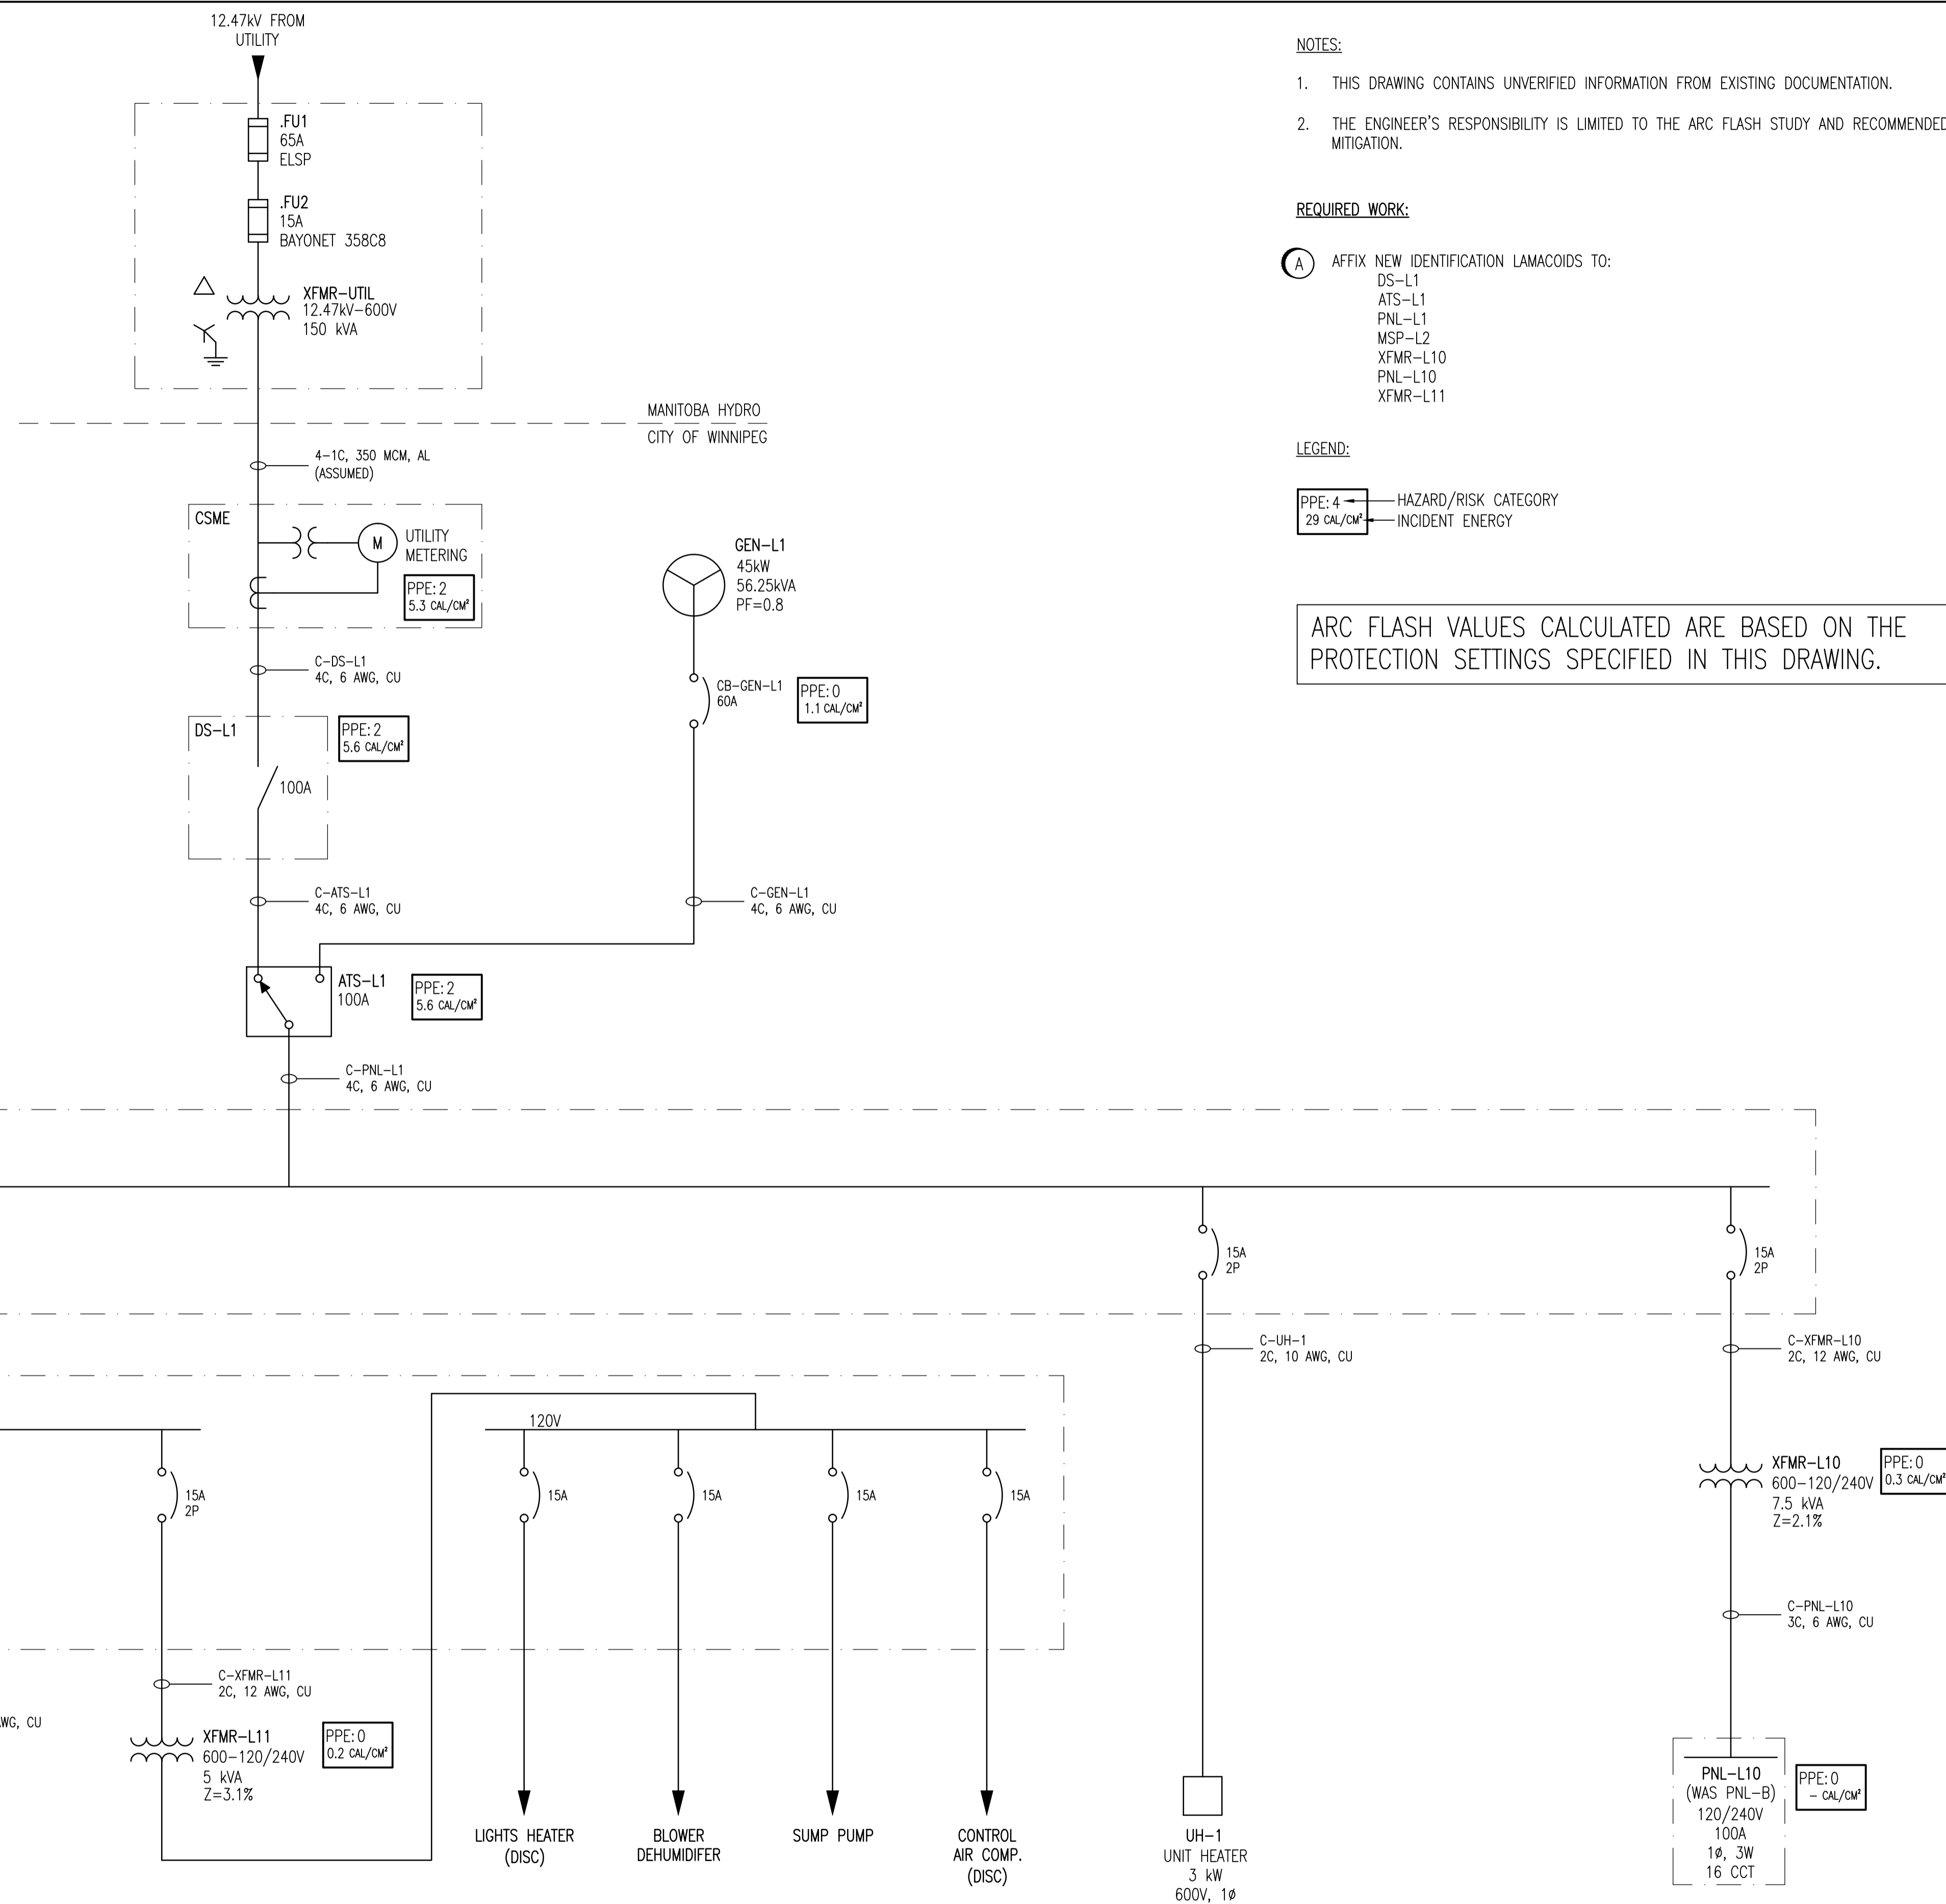 12.47kV FROM
UTILITY
.FU1
65A
ELSP
.FU2
15A
BAYONET 358C8
XFMR-UTIL
12.47kV-600V
150 kVA
MANITOBA HYDRO
CITY OF WINNIPEG
4-1C, 350 MCM, AL
(ASSUMED)
CSME
M
UTILITY
METERING
PPE: 2
5.3 CAL/CM²
C-DS-L1
4C, 6 AWG, CU
DS-L1
PPE: 2
5.6 CAL/CM²
100A
C-ATS-L1
4C, 6 AWG, CU
GEN-L1
45kW
56.25kVA
PF=0.8
CB-GEN-L1
60A
PPE: 0
1.1 CAL/CM²
C-GEN-L1
4C, 6 AWG, CU
ATS-L1
100A
PPE: 2
5.6 CAL/CM²
C-PNL-L1
4C, 6 AWG, CU
NOTES:
1. THIS DRAWING CONTAINS UNVERIFIED INFORMATION FROM EXISTING DOCUMENTATION.
2. THE ENGINEER'S RESPONSIBILITY IS LIMITED TO THE ARC FLASH STUDY AND RECOMMENDED
MITIGATION.
REQUIRED WORK:
A AFFIX NEW IDENTIFICATION LAMACOIDS TO:
DS-L1
ATS-L1
PNL-L1
MSP-L2
XFMR-L10
PNL-L10
XFMR-L11
LEGEND:
PPE: 4 HAZARD/RISK CATEGORY
29 CAL/CM² INCIDENT ENERGY
ARC FLASH VALUES CALCULATED ARE BASED ON THE
PROTECTION SETTINGS SPECIFIED IN THIS DRAWING.
15A
2P
15A
2P
C-UH-1
2C, 10 AWG, CU
C-XFMR-L10
2C, 12 AWG, CU
120V
15A
2P
15A
15A
15A
15A
XFMR-L10
600-120/240V
7.5 kVA
Z=2.1%
PPE: 0
0.3 CAL/CM²
C-PNL-L10
3C, 6 AWG, CU
C-XFMR-L11
2C, 12 AWG, CU
WG, CU
XFMR-L11
600-120/240V
5 kVA
Z=3.1%
PPE: 0
0.2 CAL/CM²
LIGHTS HEATER
(DISC)
BLOWER
DEHUMIDIFER
SUMP PUMP
CONTROL
AIR COMP.
(DISC)
UH-1
UNIT HEATER
3 kW
600V, 1ø
PNL-L10
(WAS PNL-B)
120/240V
100A
1ø, 3W
16 CCT
PPE: 0
- CAL/CM²